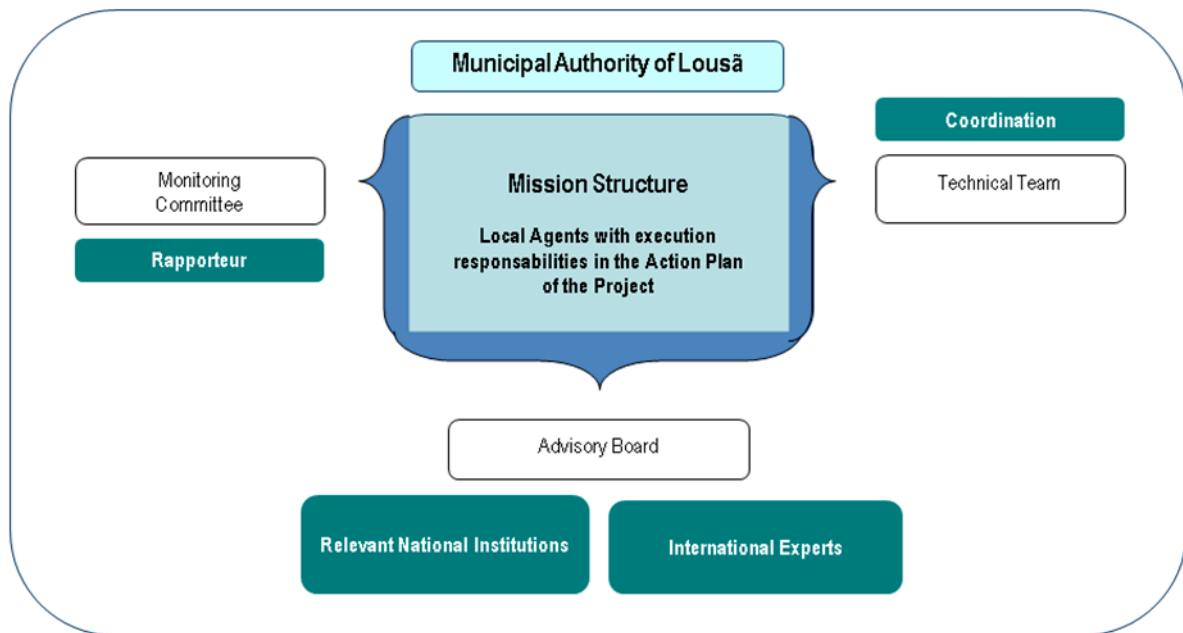 Municipal Authority of Lousã
Coordination
Technical Team
Monitoring
Committee
Rapporteur
Mission Structure
Local Agents with execution
responsabilities in the Action Plan
of the Project
Advisory Board
Relevant National Institutions
International Experts